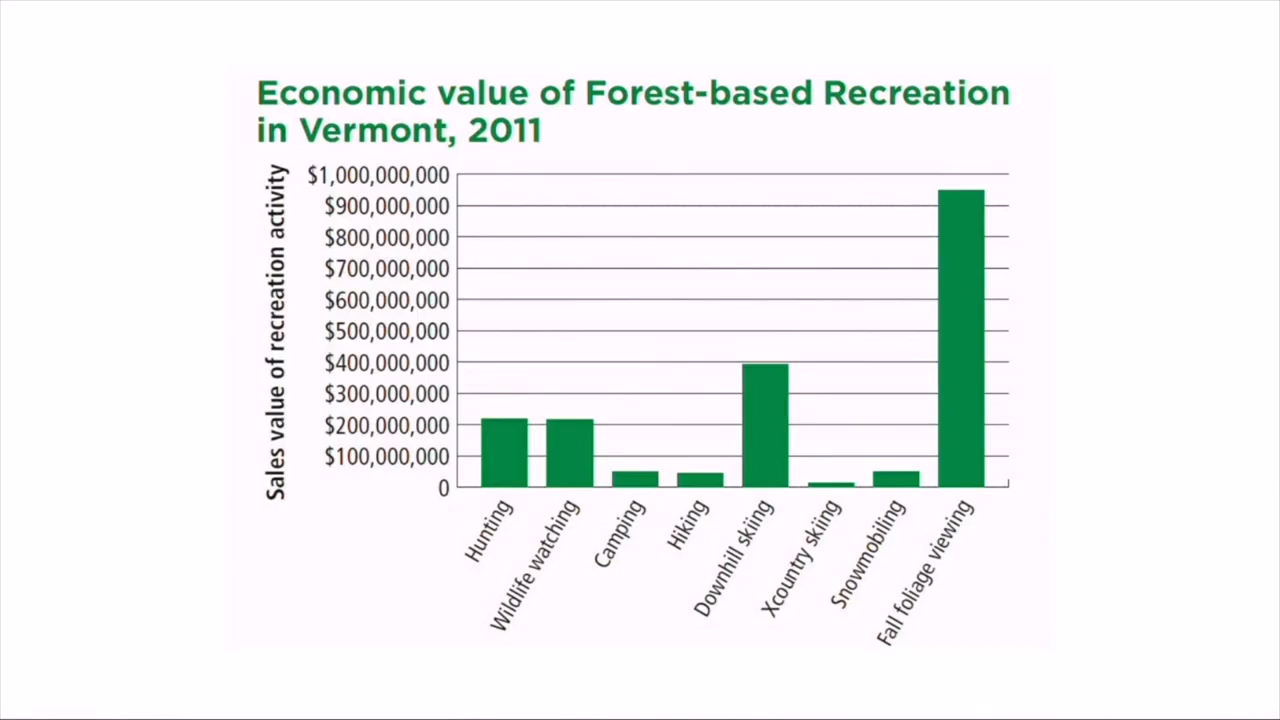 Economic value of Forest-based Recreation
in Vermont, 2011
Sales value of recreation activity
$1,000,000,000
$900,000,000
$800,000,000
$700,000,000
$600,000,000
$500,000,000
$400,000,000
$300,000,000
$200,000,000
$100,000,000
0
Hunting
Wildlife watching
Camping
Hiking
Downhill skiing
Xcountry skiing
Snowmobiling
Fall foliage viewing